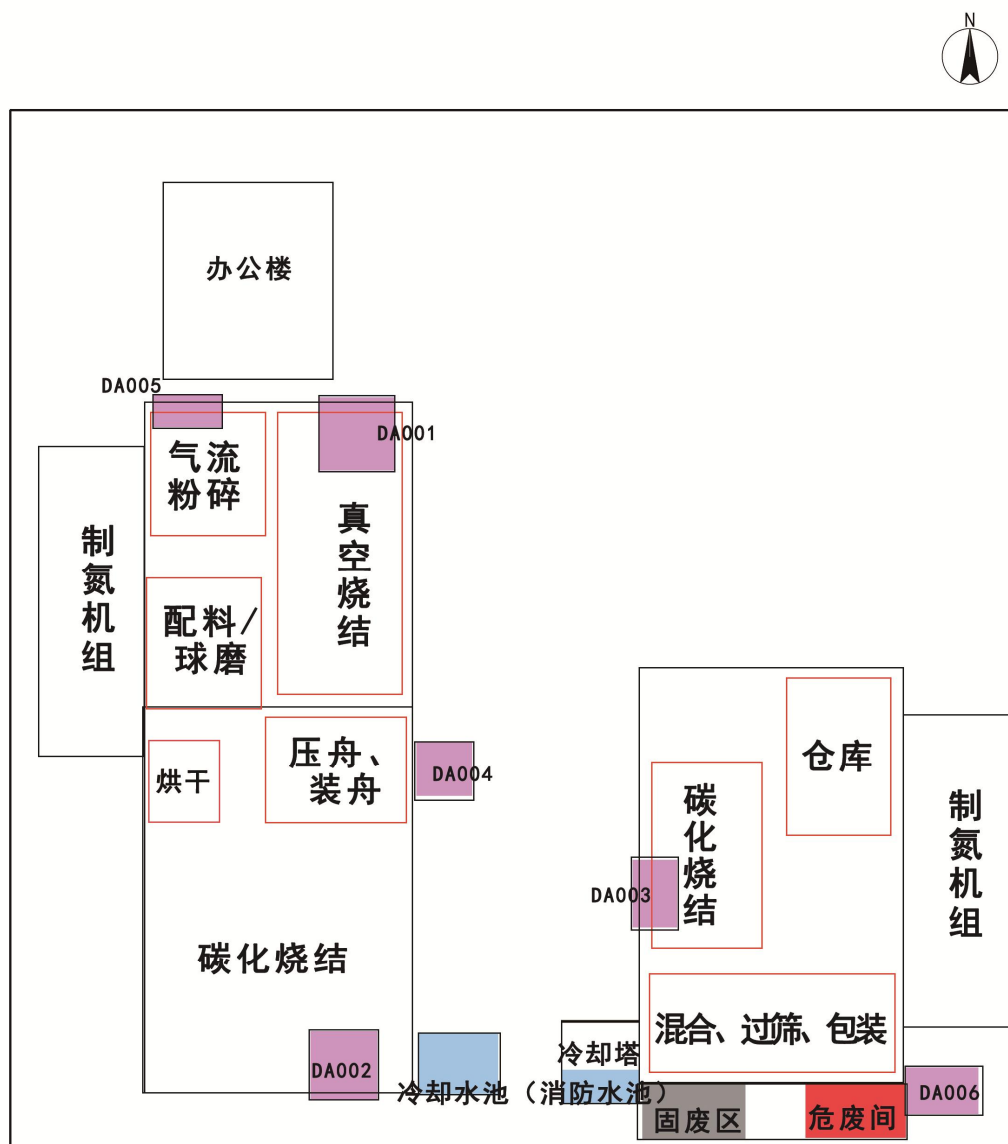 N
办公楼
DA005
DA001
气流
粉碎
真空烧结
制氮机组
配料/
球磨
压舟、
装舟
烘干
DA004
仓库
碳化烧结
制氮机组
DA003
碳化烧结
混合、过筛、包装
冷却塔
DA002
冷却水池（消防水池）
DA006
固废区
危废间